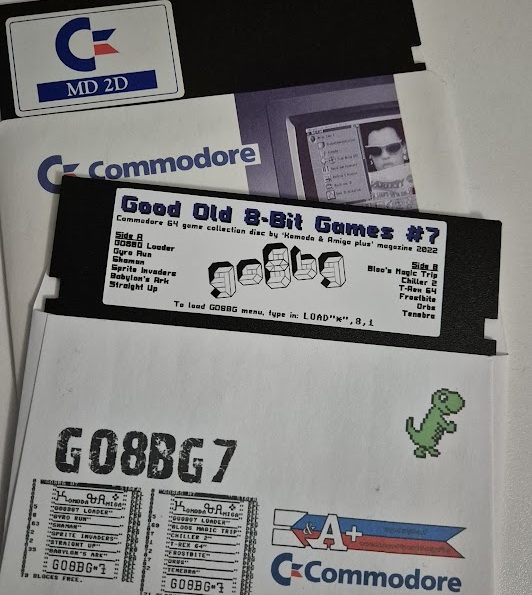 MD 2D
Commodore
Good Old 8-Bit Games #7
Commodore 64 game collection disc by 'Komoda & Amiga plus' magazine 2022
Side A
GO8BG Loader
Gyro Run
Shaman
Sprite Invaders
Babylon's Ark
Straight Up
go8bg
Side B
Bloo's Magic Trip
Chiller 2
T-Rex 64
Frostbite
Orbs
Tenebra
To load GO8BG menu, type in: LOAD"*",8,1
GO8BG7
KOMODA & AMIGA
"GO8BG7 LOADER"
"GYRO RUN"
"SHAMAN"
"SPRITE INVADERS"
"STRAIGHT UP"
"BABYLON'S ARK"
GO8BG#7
BLOCKS FREE.
KOMODA & AMIGA
"GO8BG7 LOADER"
"BLOO MAGIC TRIP"
"CHILLER 2"
"T-REX 64"
"FROSTBITE"
"ORBS"
"TENEBRA"
GO8BG#7
K&A+
Commodore